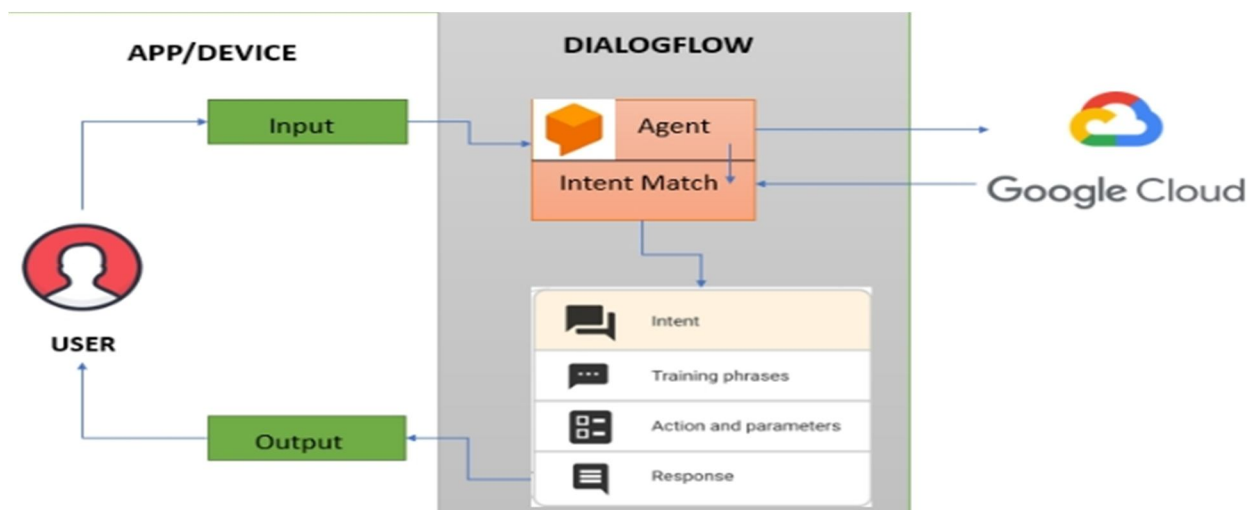 APP/DEVICE
DIALOGFLOW
Input
Agent
Intent Match
Google Cloud
USER
Intent
Training phrases
Action and parameters
Response
Output